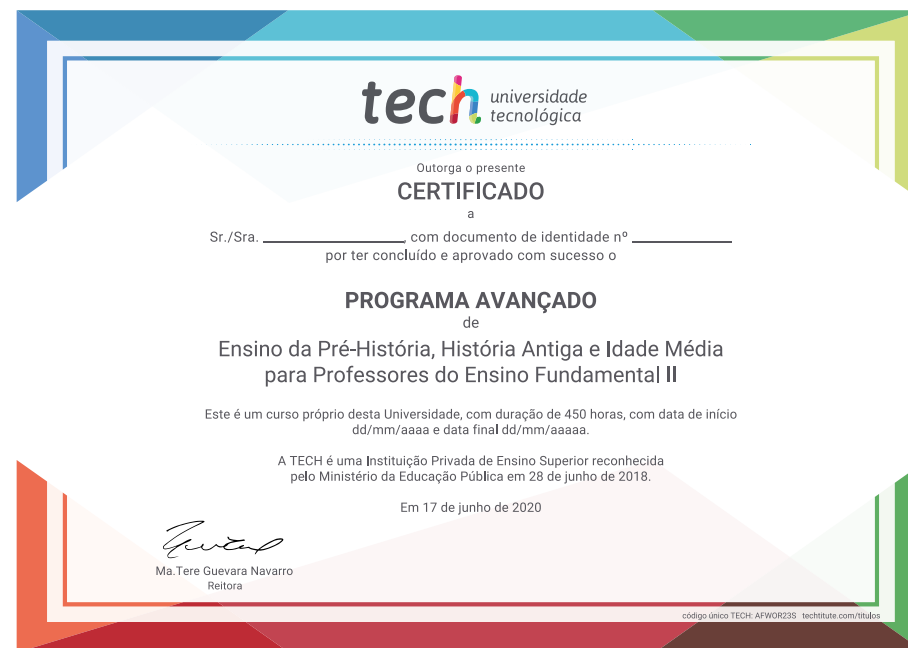 tech universidade
tecnológica
Outorga o presente
CERTIFICADO
a
Sr./Sra. ____________, com documento de identidade nº ____________
por ter concluído e aprovado com sucesso o
PROGRAMA AVANÇADO
de
Ensino da Pré-História, História Antiga e Idade Média
para Professores do Ensino Fundamental II
Este é um curso próprio desta Universidade, com duração de 450 horas, com data de início
dd/mm/aaaa e data final dd/mm/aaaaa.
A TECH é uma Instituição Privada de Ensino Superior reconhecida
pelo Ministério da Educação Pública em 28 de junho de 2018.
Em 17 de junho de 2020
Ma.Tere Guevara Navarro
Reitora
código único TECH: AFWOR23S techtitute.com/titulos